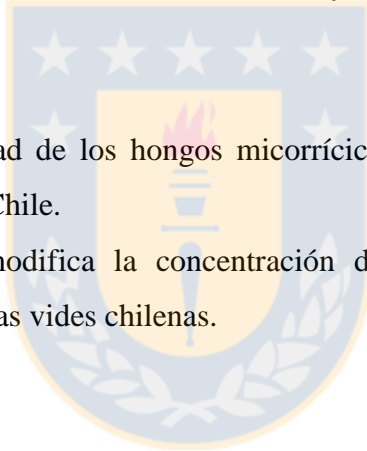 ad de los hongos micorrícic
Chile.
modifica la concentración d
as vides chilenas.